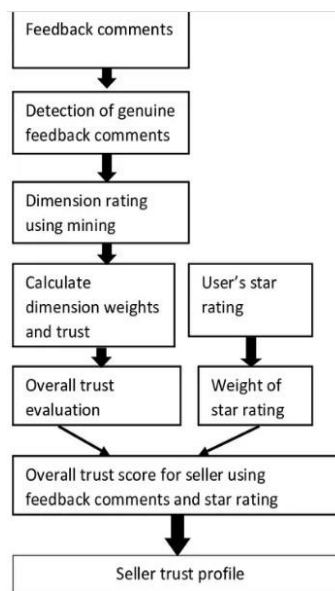 Feedback comments
Detection of genuine
feedback comments
Dimension rating
using mining
Calculate
dimension weights
and trust
User's star
rating
Overall trust
evaluation
Weight of
star rating
Overall trust score for seller using
feedback comments and star rating
Seller trust profile